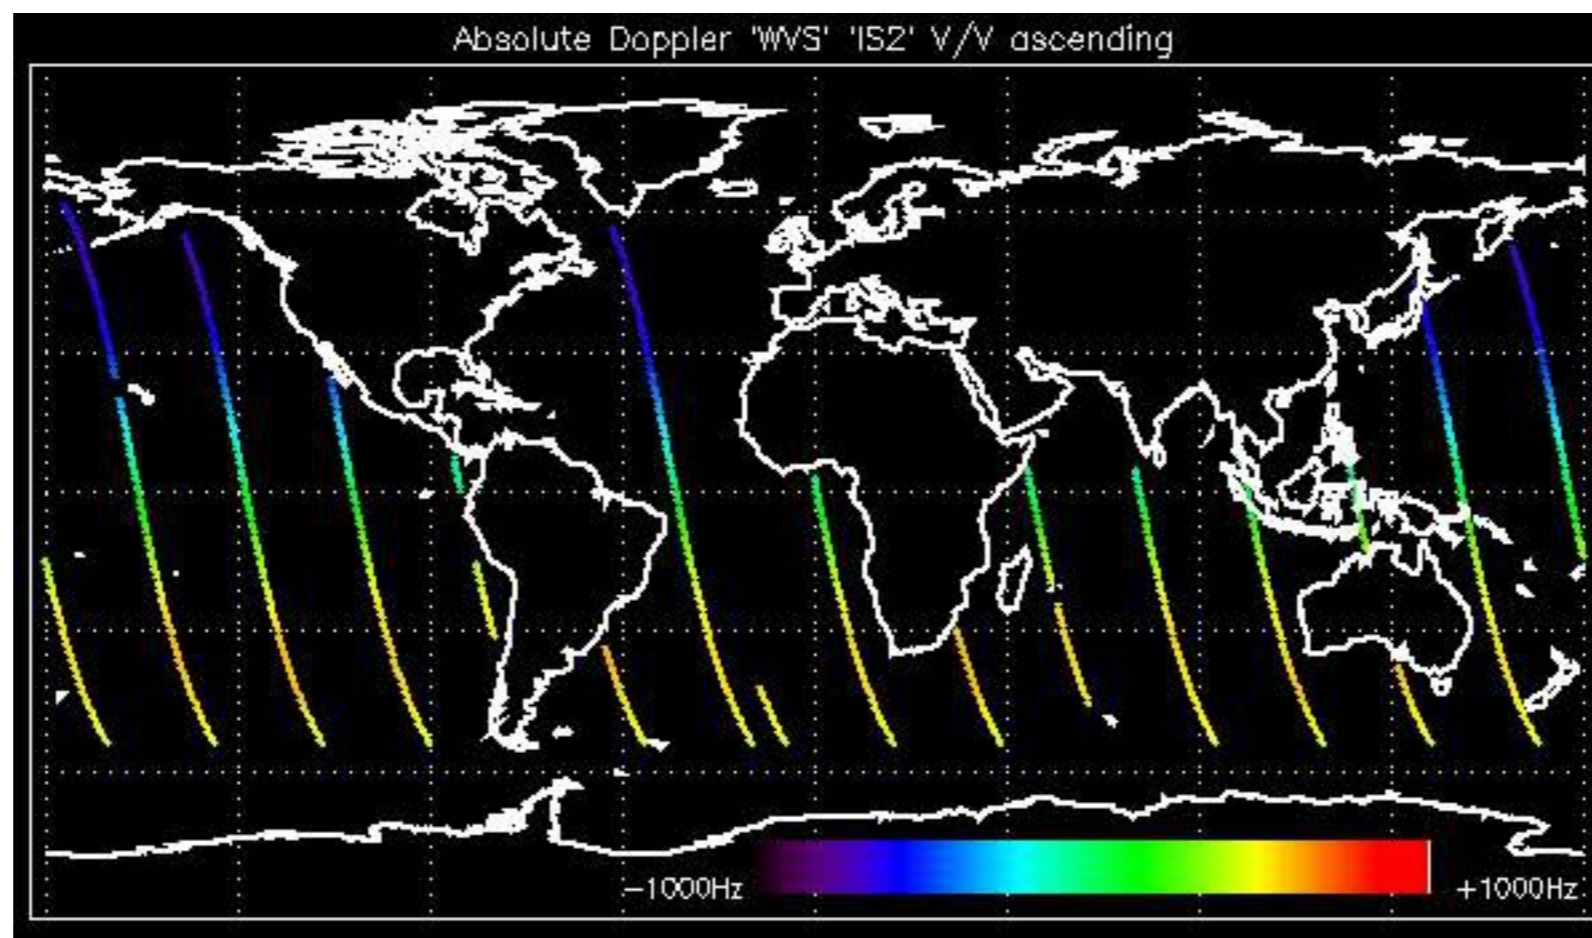 Absolute Doppler 'WVS' 'IS2' V/V ascending
-1000Hz
+1000Hz